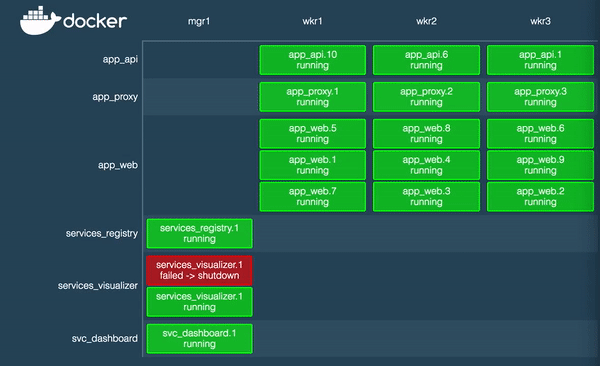 docker mgr1 wkr1 wkr2 wkr3
app_api
app_api.10
running
app_api.6
running
app_api.1
running
app_proxy
app_proxy.1
running
app_proxy.2
running
app_proxy.3
running
app_web
app_web.5
running
app_web.8
running
app_web.6
running
app_web.1
running
app_web.4
running
app_web.9
running
app_web.7
running
app_web.3
running
app_web.2
running
services_registry
services_registry.1
running
services_visualizer
services_visualizer.1
failed -> shutdown
services_visualizer.1
running
svc_dashboard
svc_dashboard.1
running